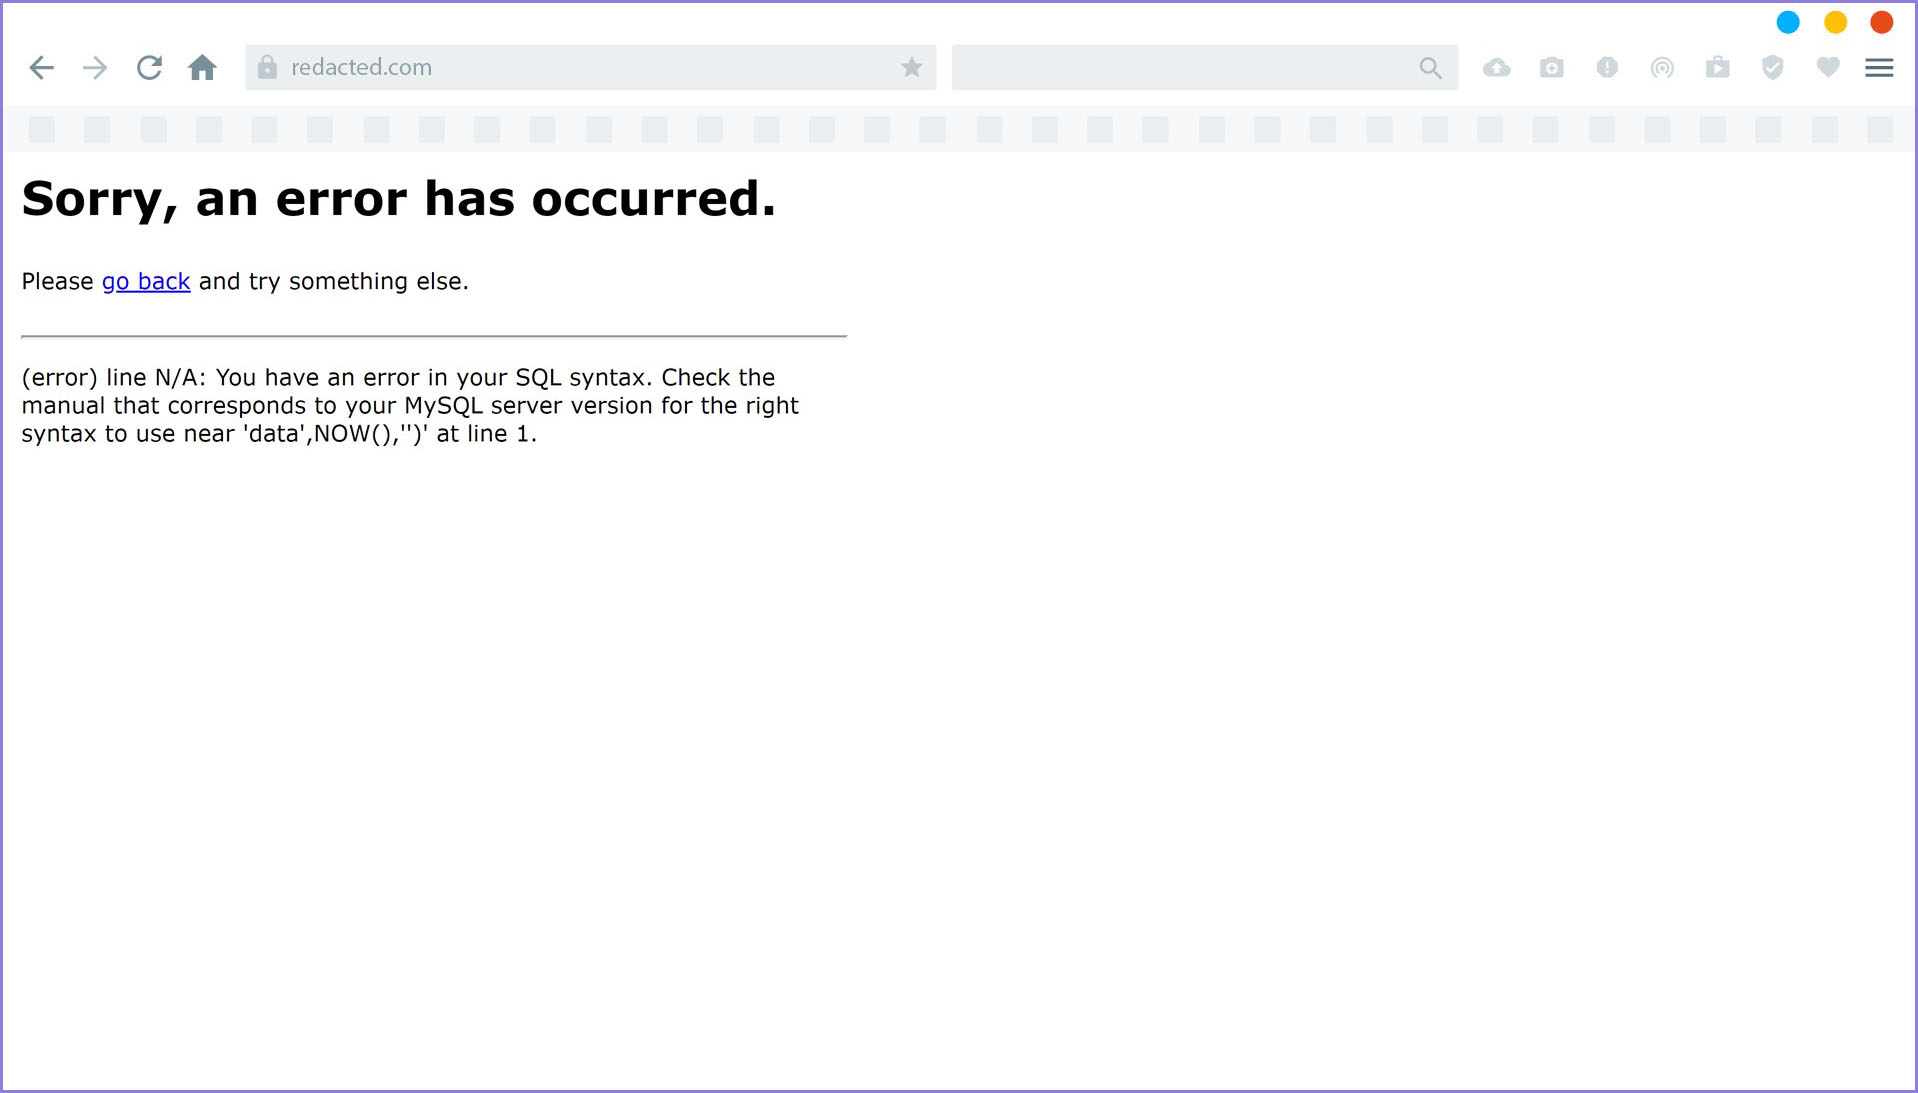 redacted.com
Sorry, an error has occurred.
Please go back and try something else.
(error) line N/A: You have an error in your SQL syntax. Check the
manual that corresponds to your MySQL server version for the right
syntax to use near 'data',NOW(),'')' at line 1.